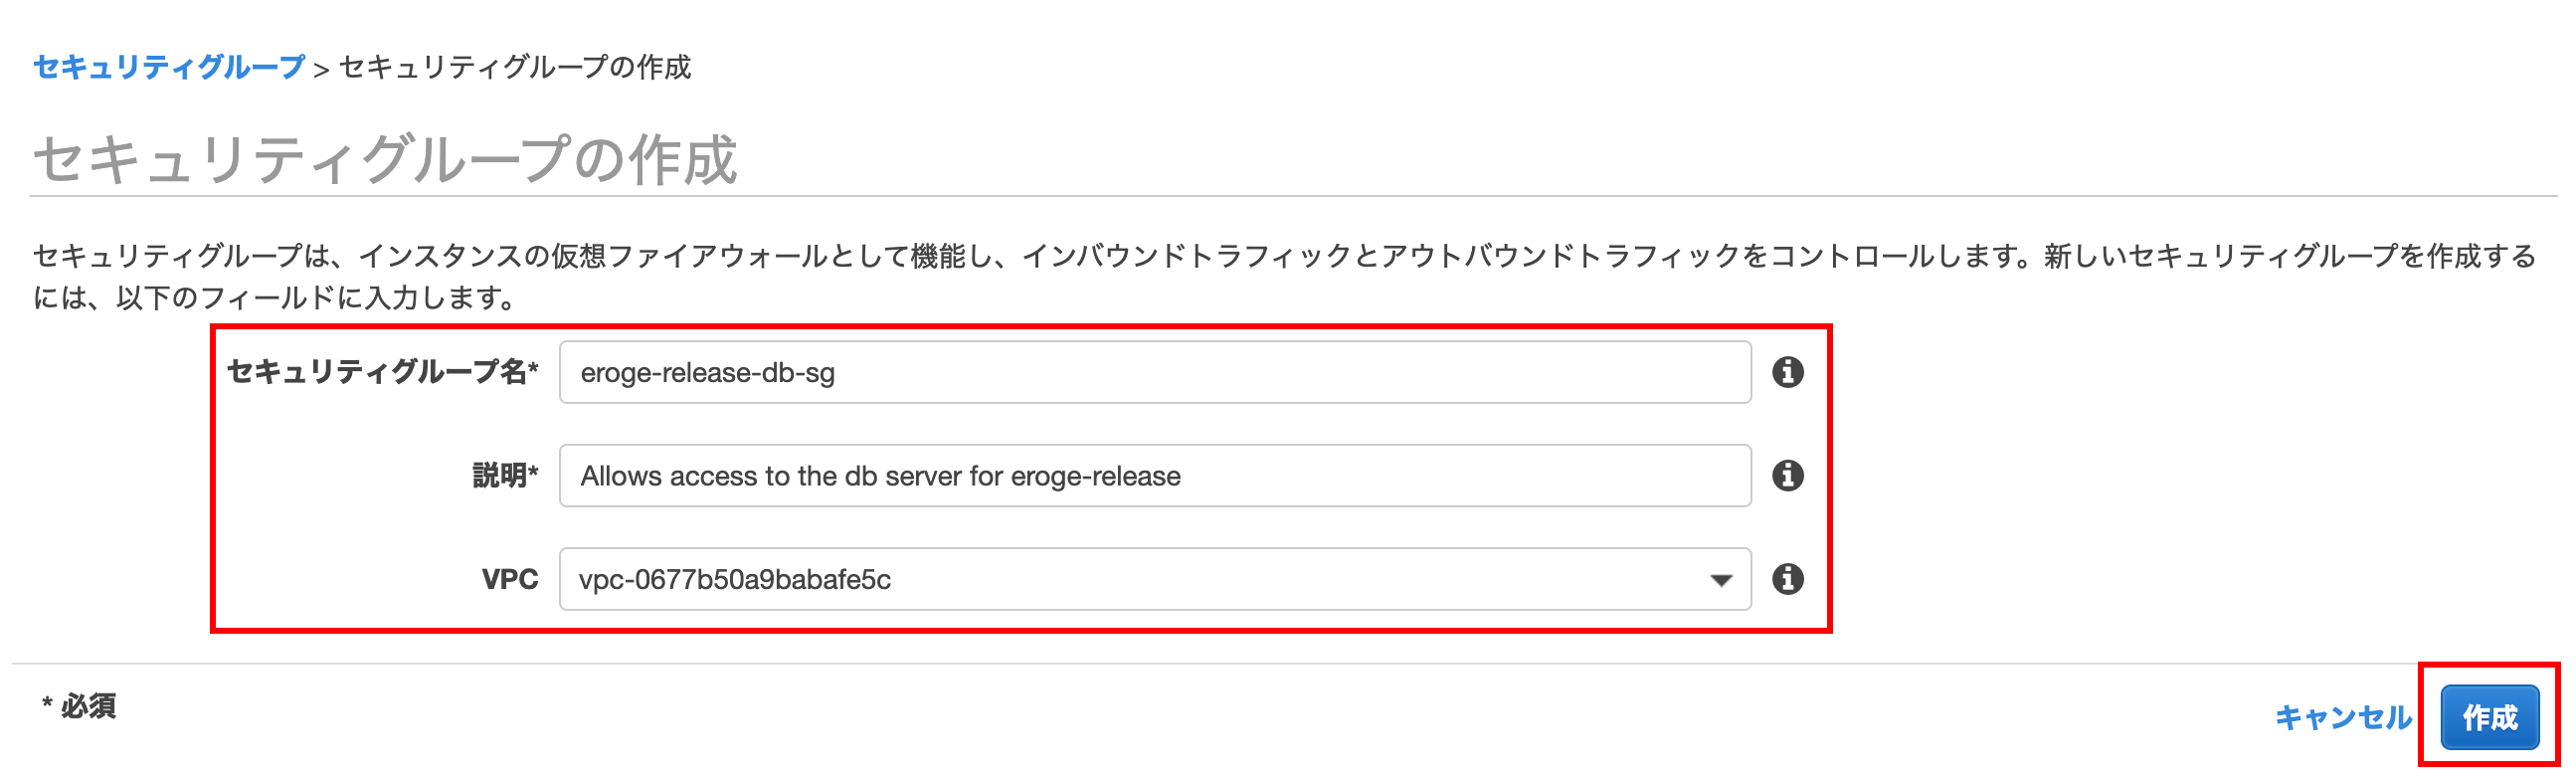 セキュリティグループ > セキュリティグループの作成
セキュリティグループの作成
セキュリティグループは、インスタンスの仮想ファイアウォールとして機能し、インバウンドトラフィックとアウトバウンドトラフィックをコントロールします。新しいセキュリティグループを作成する
には、以下のフィールドに入力します。
セキュリティグループ名* eroge-release-db-sg
説明* Allows access to the db server for eroge-release
VPC vpc-0677b50a9babafe5c
* 必須
キャンセル 作成